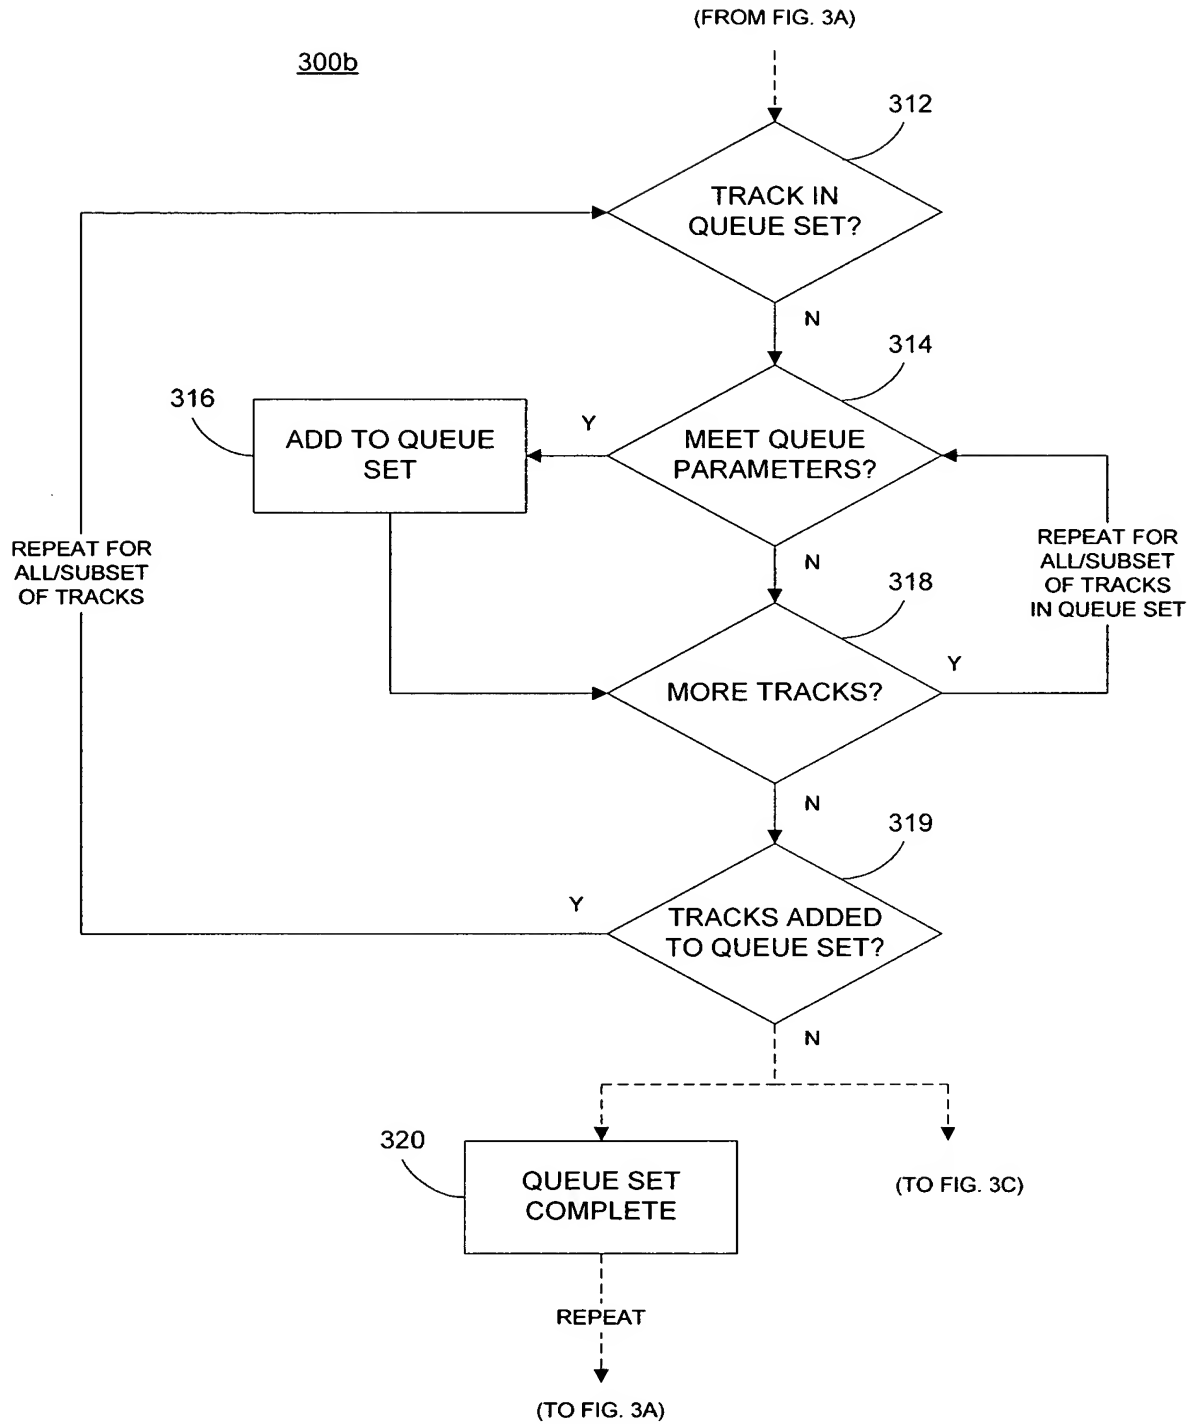 (FROM FIG. 3A)
300b
312
TRACK IN
QUEUE SET?
N
314
316
Y
ADD TO QUEUE
SET
MEET QUEUE
PARAMETERS?
REPEAT FOR
ALL/SUBSET
OF TRACKS
REPEAT FOR
ALL/SUBSET
OF TRACKS
IN QUEUE SET
N
318
MORE TRACKS?
Y
N
319
Y
TRACKS ADDED
TO QUEUE SET?
N
320
QUEUE SET
COMPLETE
(TO FIG. 3C)
REPEAT
(TO FIG. 3A)